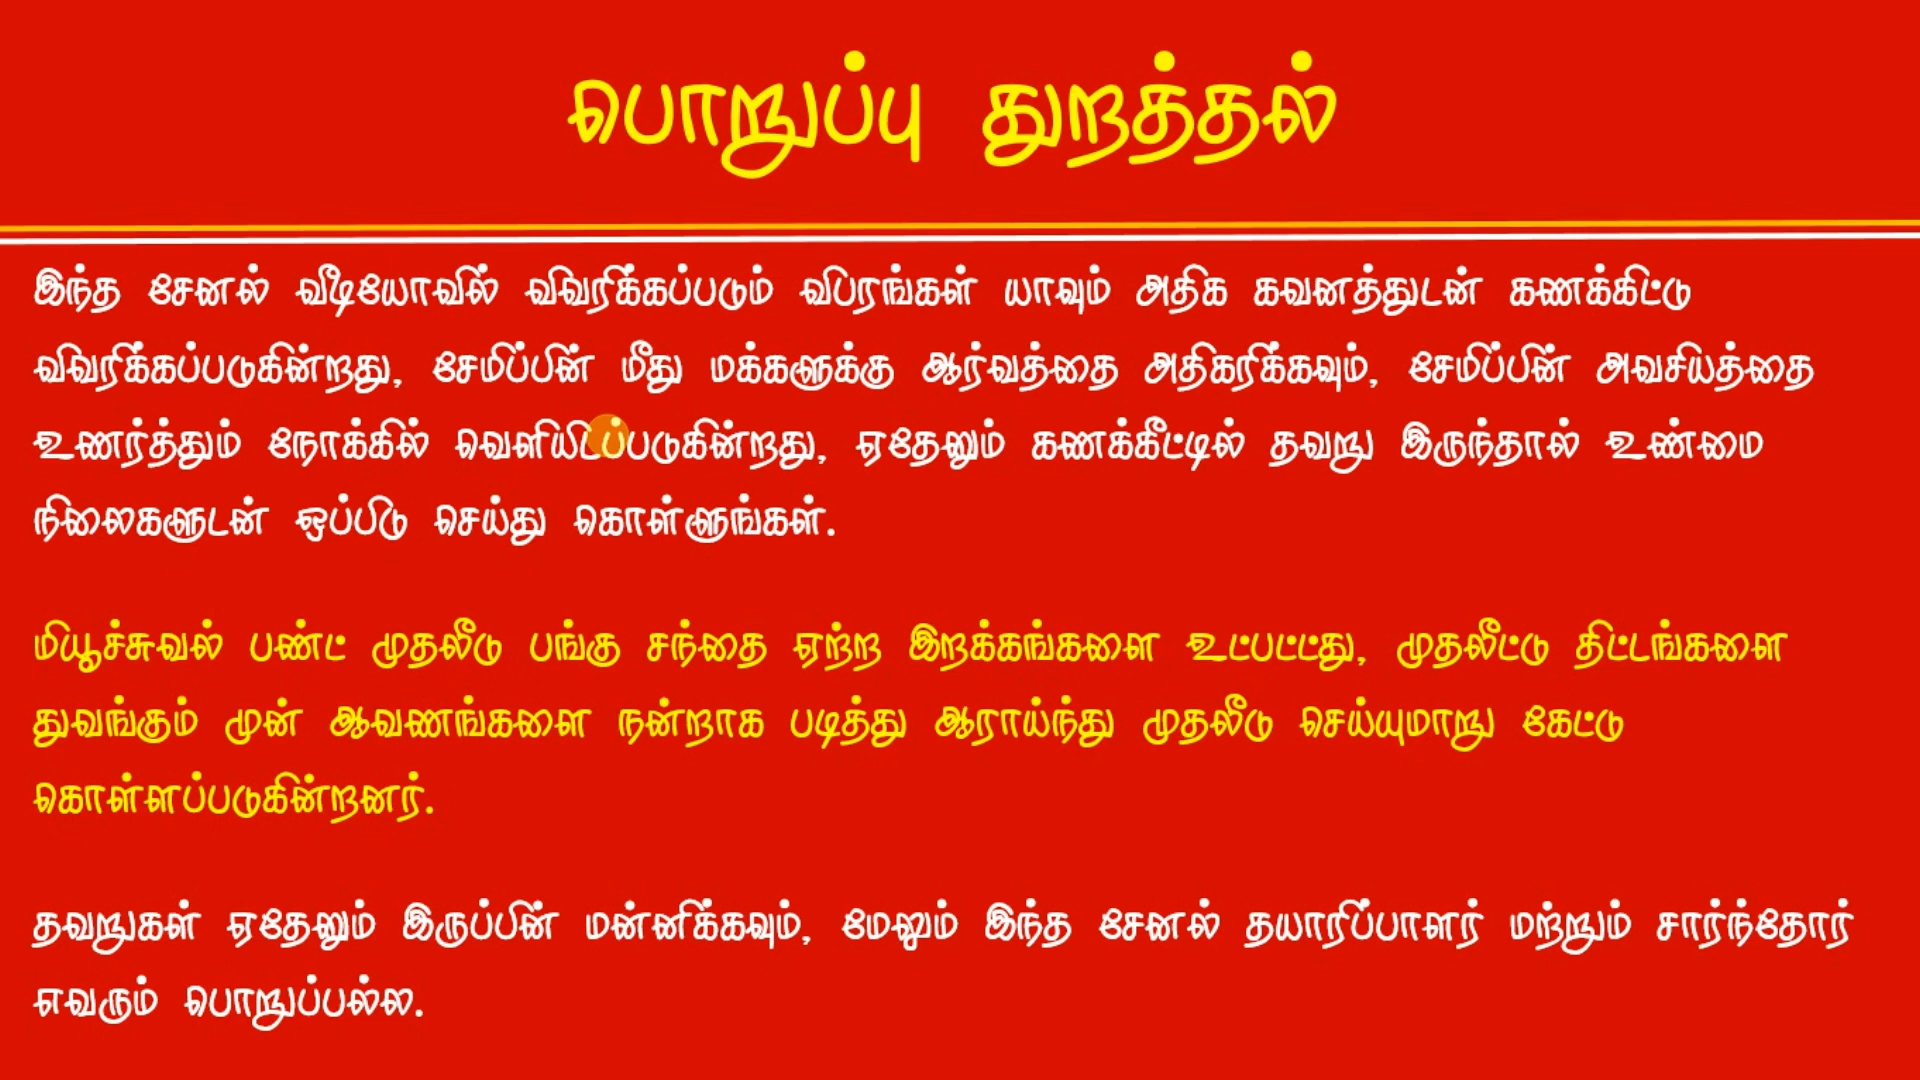 பொறுப்பு துறத்தல்
இந்த சேனல் வீடியோவில் விவரிக்கப்படும் விபரங்கள் யாவும் அதிக கவனத்துடன் கணக்கிட்டு
விவரிக்கப்படுகின்றது, சேமிப்பின் மீது மக்களுக்கு ஆர்வத்தை அதிகரிக்கவும், சேமிப்பின் அவசியத்தை
உணர்த்தும் நோக்கில் வெளியிடப்படுகின்றது, ஏதேனும் கணக்கீட்டில் தவறு இருந்தால் உண்மை
நிலைகளுடன் ஒப்பிடு செய்து கொள்ளுங்கள்.
மியூச்சுவல் பண்ட் முதலீடு பங்கு சந்தை ஏற்ற இறக்கங்களை உட்பட்டது, முதலீட்டு திட்டங்களை
துவங்கும் முன் ஆவணங்களை நன்றாக படித்து ஆராய்ந்து முதலீடு செய்யுமாறு கேட்டு
கொள்ளப்படுகின்றனர்.
தவறுகள் ஏதேனும் இருப்பின் மன்னிக்கவும், மேலும் இந்த சேனல் தயாரிப்பாளர் மற்றும் சார்ந்தோர்
எவரும் பொறுப்பல்ல.